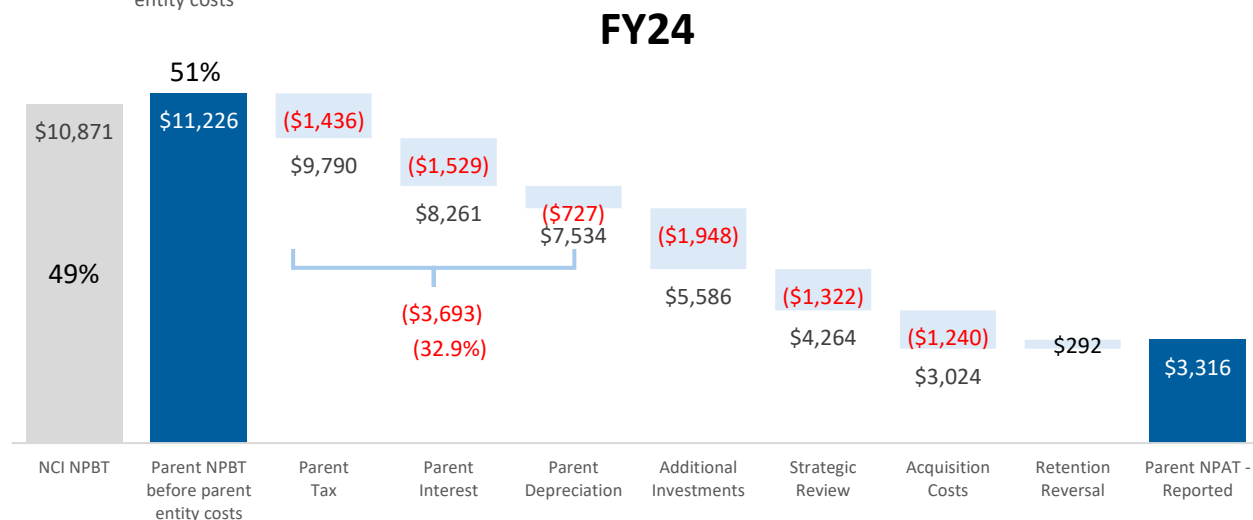 entity costs
FY24
51%
$10,871
$11,226
($1,436)
$9,790
($1,529)
$8,261
($727)
$7,534
($1,948)
$5,586
49%
($3,693)
(32.9%)
($1,322)
$4,264
($1,240)
$3,024
$292
$3,316
NCI NPBT
Parent NPBT
before parent
entity costs
Parent
Tax
Parent
Interest
Parent
Depreciation
Additional
Investments
Strategic
Review
Acquisition
Costs
Retention
Reversal
Parent NPAT -
Reported